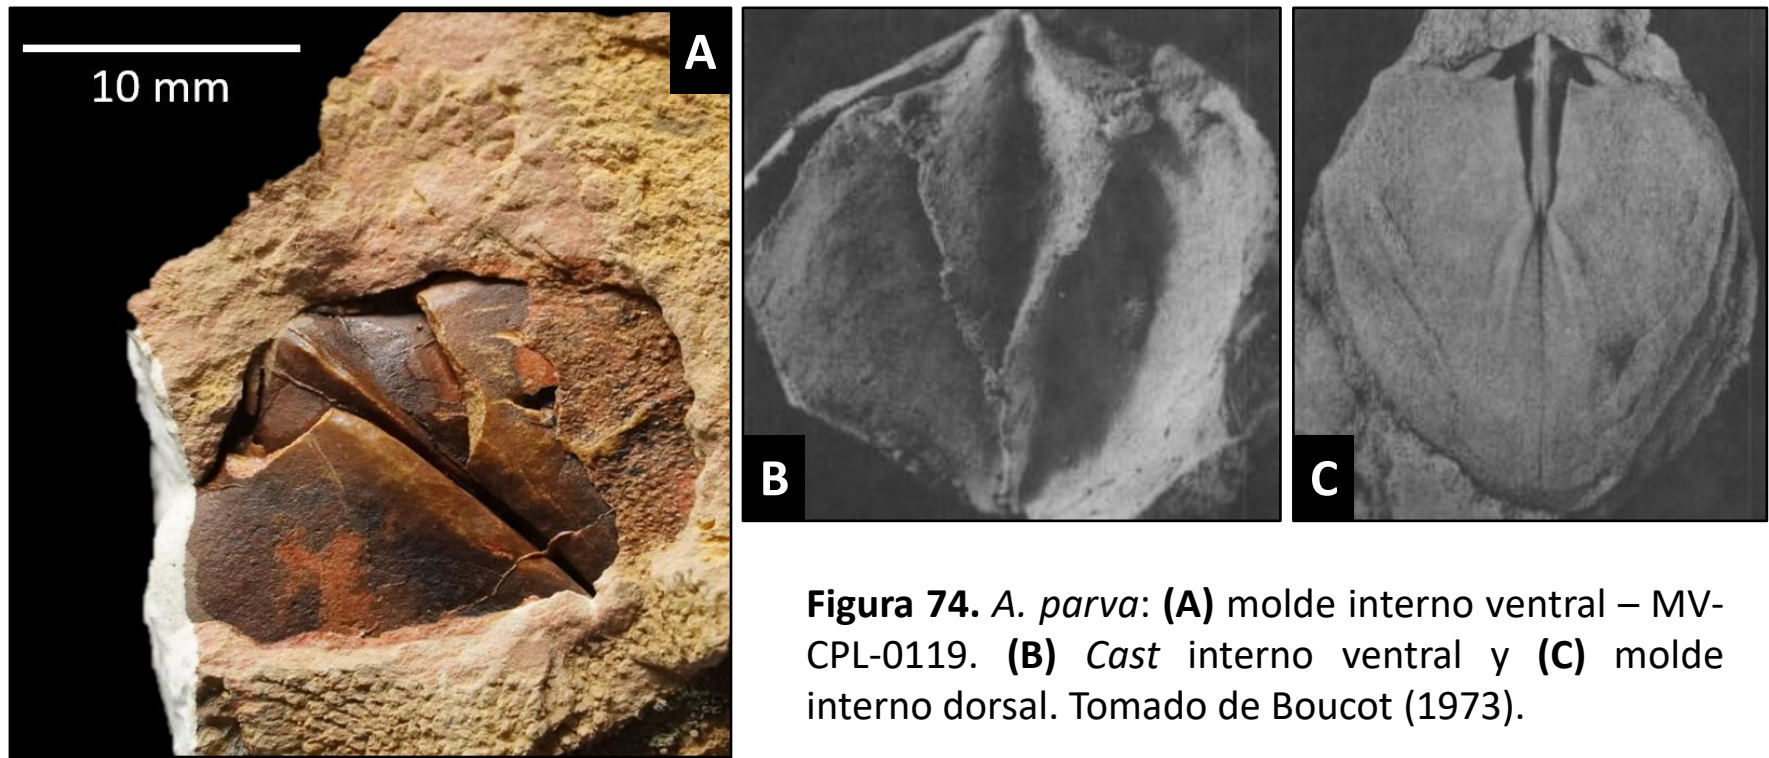 A
10 mm
B
C
Figura 74. A. parva: (A) molde interno ventral – MV-
CPL-0119. (B) Cast interno ventral y (C) molde
interno dorsal. Tomado de Boucot (1973).